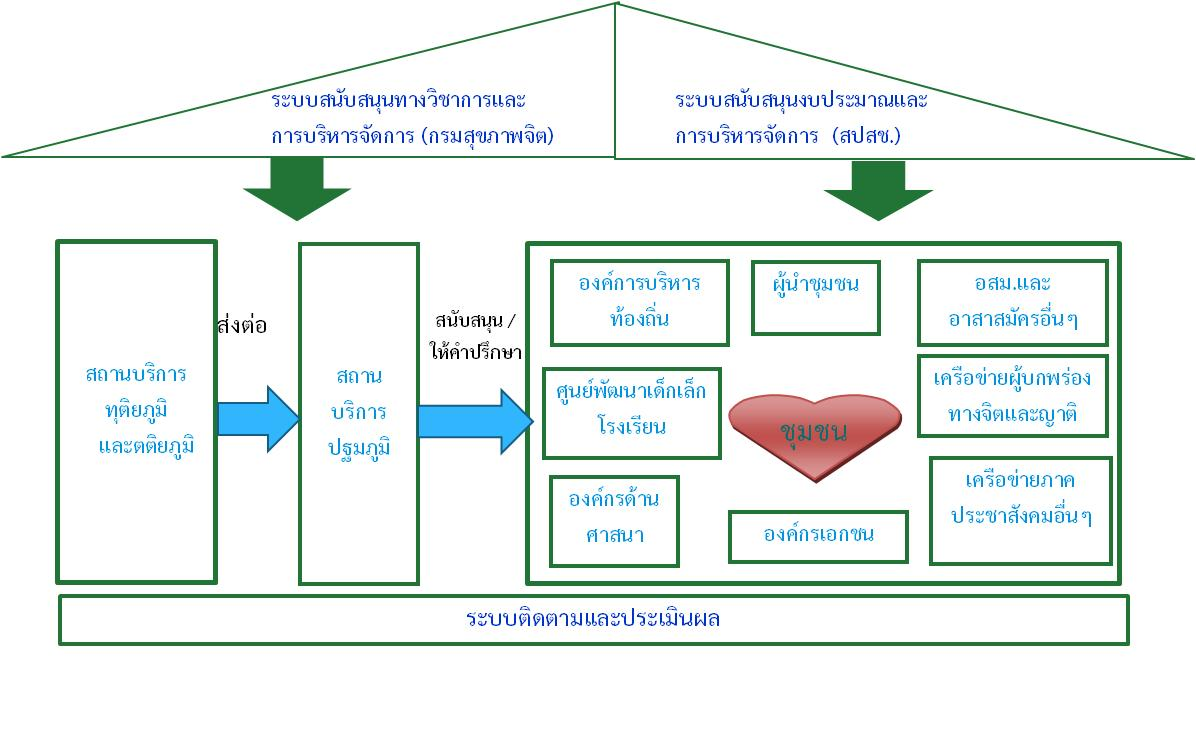 ระบบสนับสนุนทางวิชาการและ
การบริหารจัดการ (กรมสุขภาพจิต)
ระบบสนับสนุนงบประมาณและ
การบริหารจัดการ (สปสช.)
สถานบริการ
ทุติยภูมิ
และตติยภูมิ
ส่งต่อ
สถาน
บริการ
ปฐมภูมิ
สนับสนุน /
ให้คำปรึกษา
องค์การบริหาร
ท้องถิ่น
ผู้นำชุมชน
อสม.และ
อาสาสมัครอื่นๆ
ศูนย์พัฒนาเด็กเล็ก
โรงเรียน
ชุมชน
เครือข่ายผู้บกพร่อง
ทางจิตและญาติ
องค์กรด้าน
ศาสนา
องค์กรเอกชน
เครือข่ายภาค
ประชาสังคมอื่นๆ
ระบบติดตามและประเมินผล